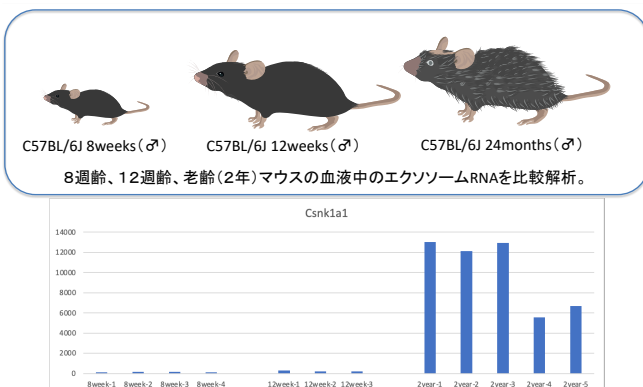 C57BL/6J 8weeks(♂)
C57BL/6J 12weeks(♂)
C57BL/6J 24months(♂)
8週齢、12週齢、老齢(2年)マウスの血液中のエクソソームRNAを比較解析。
Csnk1a1
14000
12000
10000
8000
6000
4000
2000
0
8week-1 8week-2 8week-3 8week-4 12week-1 12week-2 12week-3 2year-1 2year-2 2year-3 2year-4 2year-5